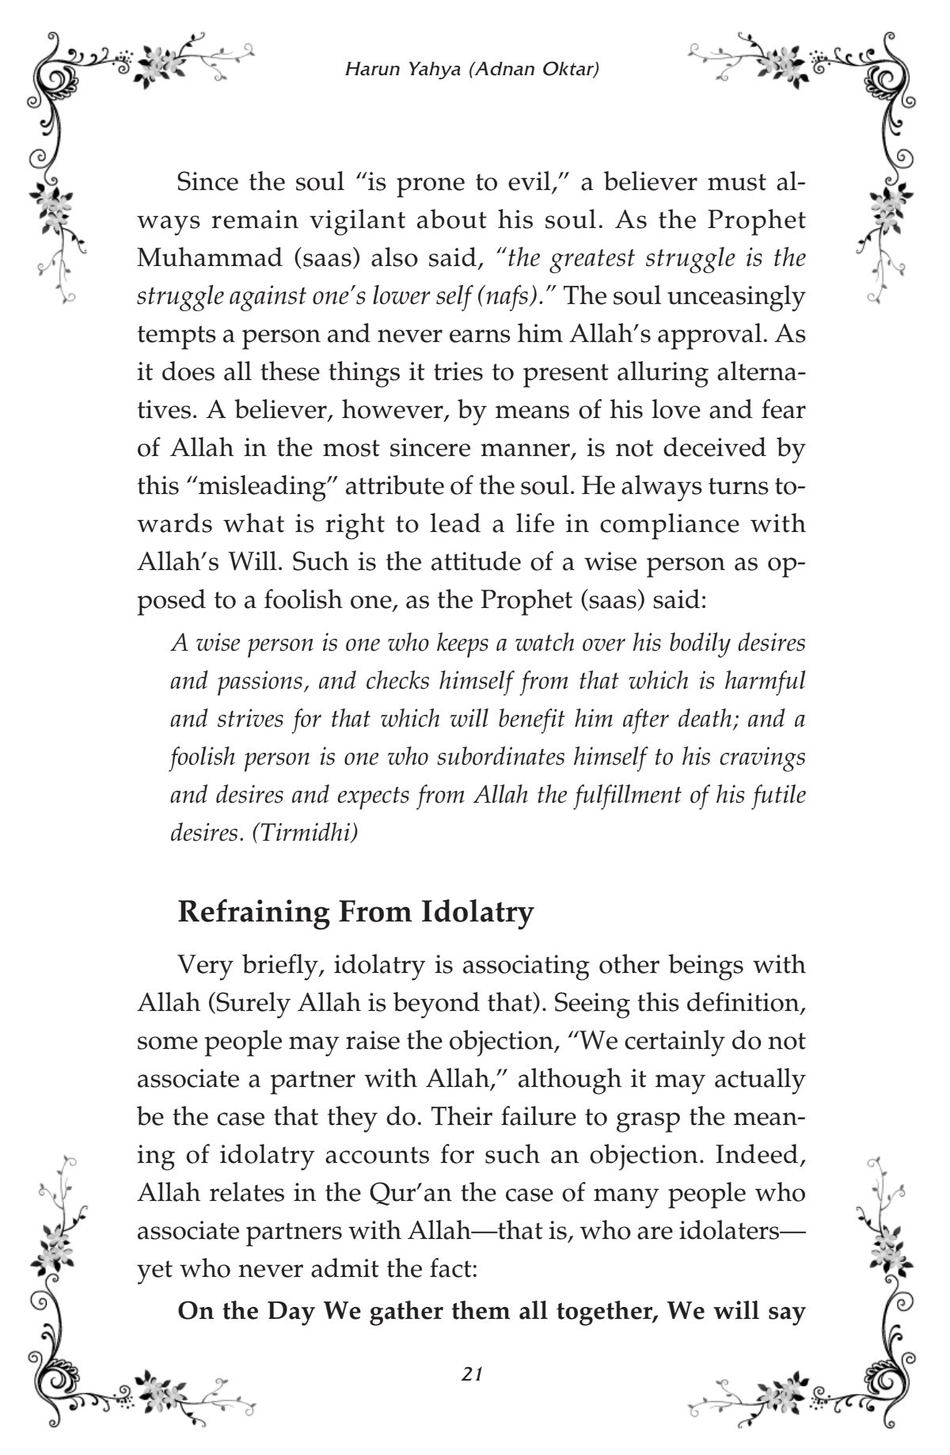 Harun Yahya (Adnan Oktar)
Since the soul “is prone to evil,” a believer must al-
ways remain vigilant about his soul. As the Prophet
Muhammad (saas) also said, “the greatest struggle is the
struggle against one’s lower self (nafs).” The soul unceasingly
tempts a person and never earns him Allah’s approval. As
it does all these things it tries to present alluring alterna-
tives. A believer, however, by means of his love and fear
of Allah in the most sincere manner, is not deceived by
this “misleading” attribute of the soul. He always turns to-
wards what is right to lead a life in compliance with
Allah’s Will. Such is the attitude of a wise person as op-
posed to a foolish one, as the Prophet (saas) said:
A wise person is one who keeps a watch over his bodily desires
and passions, and checks himself from that which is harmful
and strives for that which will benefit him after death; and a
foolish person is one who subordinates himself to his cravings
and desires and expects from Allah the fulfillment of his futile
desires. (Tirmidhi)
Refraining From Idolatry
Very briefly, idolatry is associating other beings with
Allah (Surely Allah is beyond that). Seeing this definition,
some people may raise the objection, “We certainly do not
associate a partner with Allah,” although it may actually
be the case that they do. Their failure to grasp the mean-
ing of idolatry accounts for such an objection. Indeed,
Allah relates in the Qur’an the case of many people who
associate partners with Allah—that is, who are idolaters—
yet who never admit the fact:
On the Day We gather them all together, We will say
21